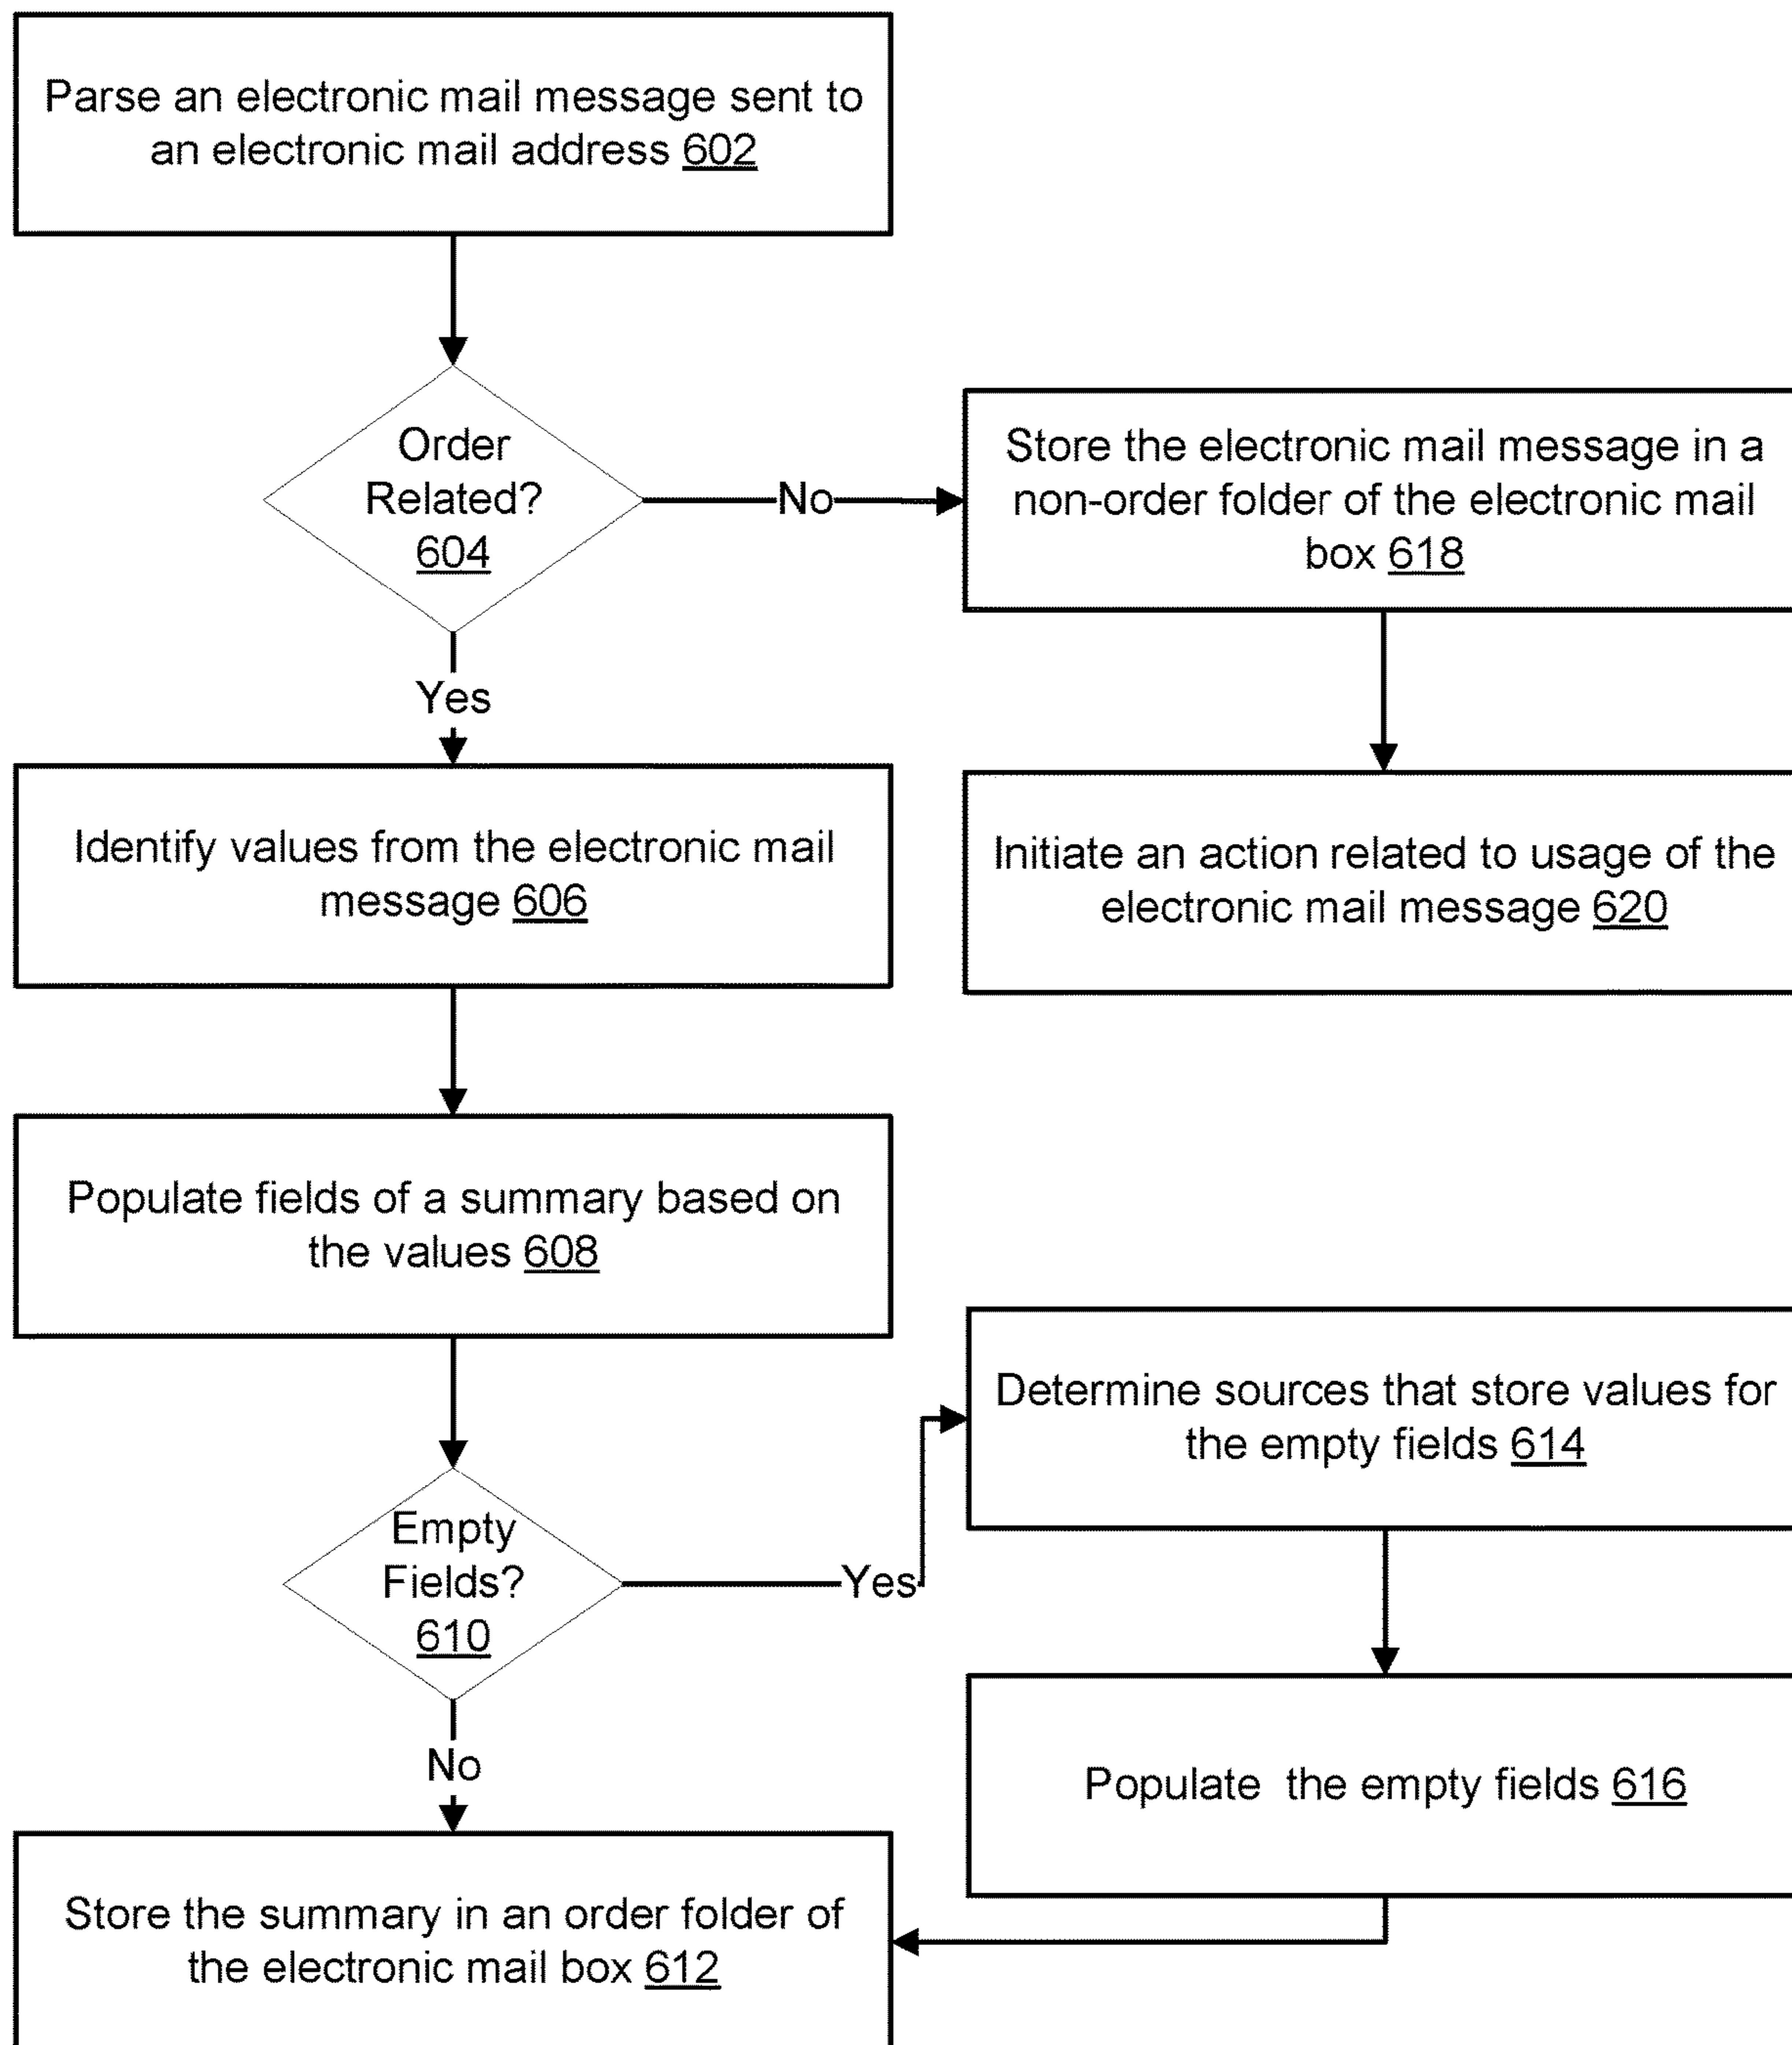 Parse an electronic mail message sent to
an electronic mail address 602
Order
Related?
604
No
Store the electronic mail message in a
non-order folder of the electronic mail
box 618
Yes
Identify values from the electronic mail
message 606
Initiate an action related to usage of the
electronic mail message 620
Populate fields of a summary based on
the values 608
Empty
Fields?
610
Yes
Determine sources that store values for
the empty fields 614
Populate  the empty fields 616
No
Store the summary in an order folder of
the electronic mail box 612